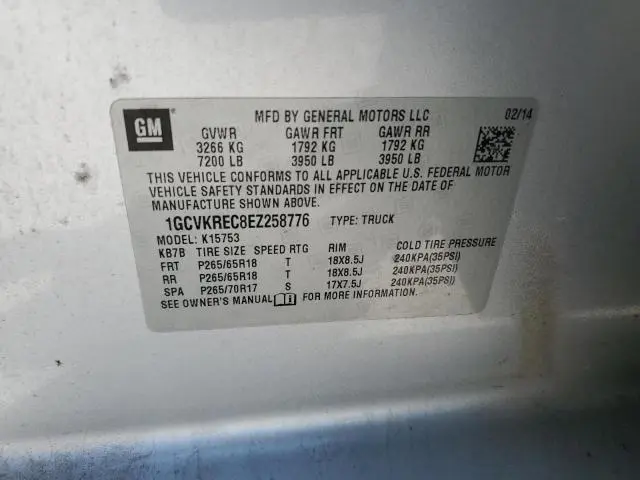 GM
MFD BY GENERAL MOTORS LLC 02/14
GVWR GAWR FRT GAWR RR
3266 KG 1792 KG 1792 KG
7200 LB 3950 LB 3950 LB
THIS VEHICLE CONFORMS TO ALL APPLICABLE U.S. FEDERAL MOTOR
VEHICLE SAFETY STANDARDS IN EFFECT ON THE DATE OF
MANUFACTURE SHOWN ABOVE.
1GCVKREC8EZ258776 TYPE: TRUCK
MODEL: K15753
KB7B TIRE SIZE SPEED RTG RIM COLD TIRE PRESSURE
FRT P265/65R18 T 18X8.5J 240KPA(35PSI)
RR P265/65R18 T 18X8.5J 240KPA(35PSI)
SPA P265/70R17 S 17X7.5J 240KPA(35PSI)
SEE OWNER'S MANUAL FOR MORE INFORMATION.